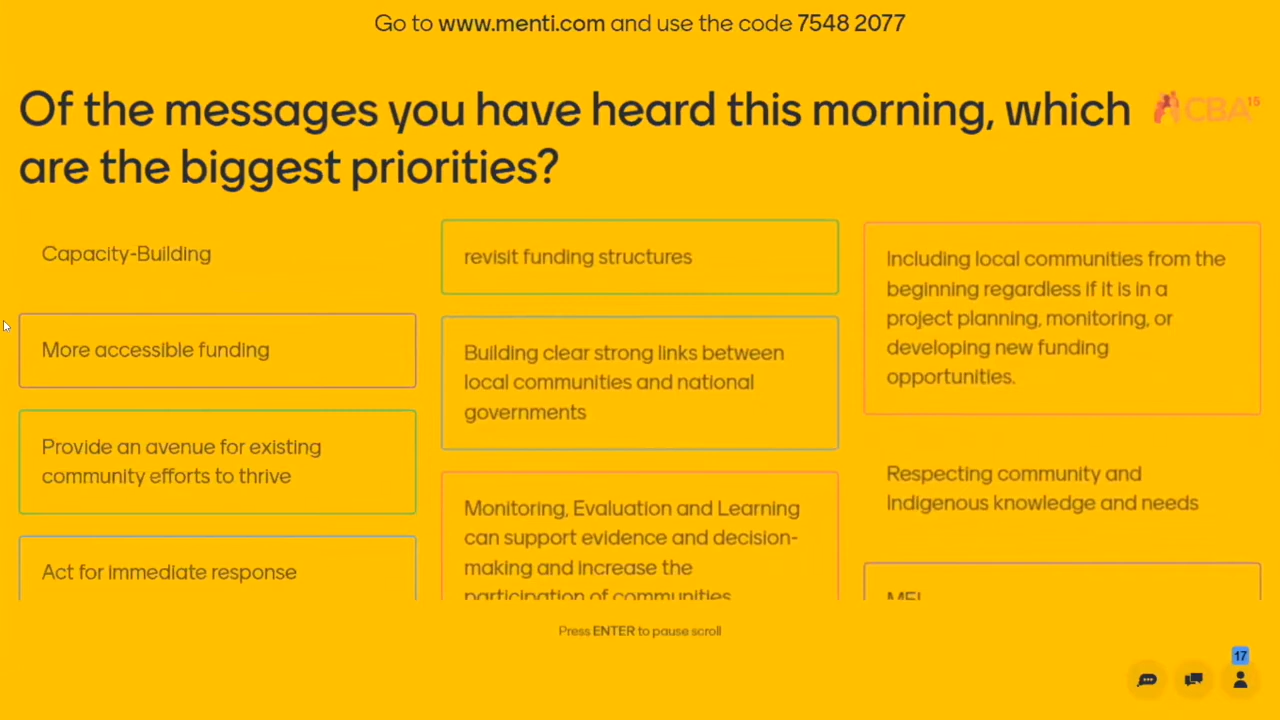 Go to www.menti.com and use the code 7548 2077
Of the messages you have heard this morning, which
are the biggest priorities?
CBA15
Capacity-Building
More accessible funding
Provide an avenue for existing
community efforts to thrive
Act for immediate response
revisit funding structures
Building clear strong links between
local communities and national
governments
Monitoring, Evaluation and Learning
can support evidence and decision-
making and increase the
participation of communities
Including local communities from the
beginning regardless if it is in a
project planning, monitoring, or
developing new funding
opportunities.
Respecting community and
Indigenous knowledge and needs
MEL
Press ENTER to pause scroll
17